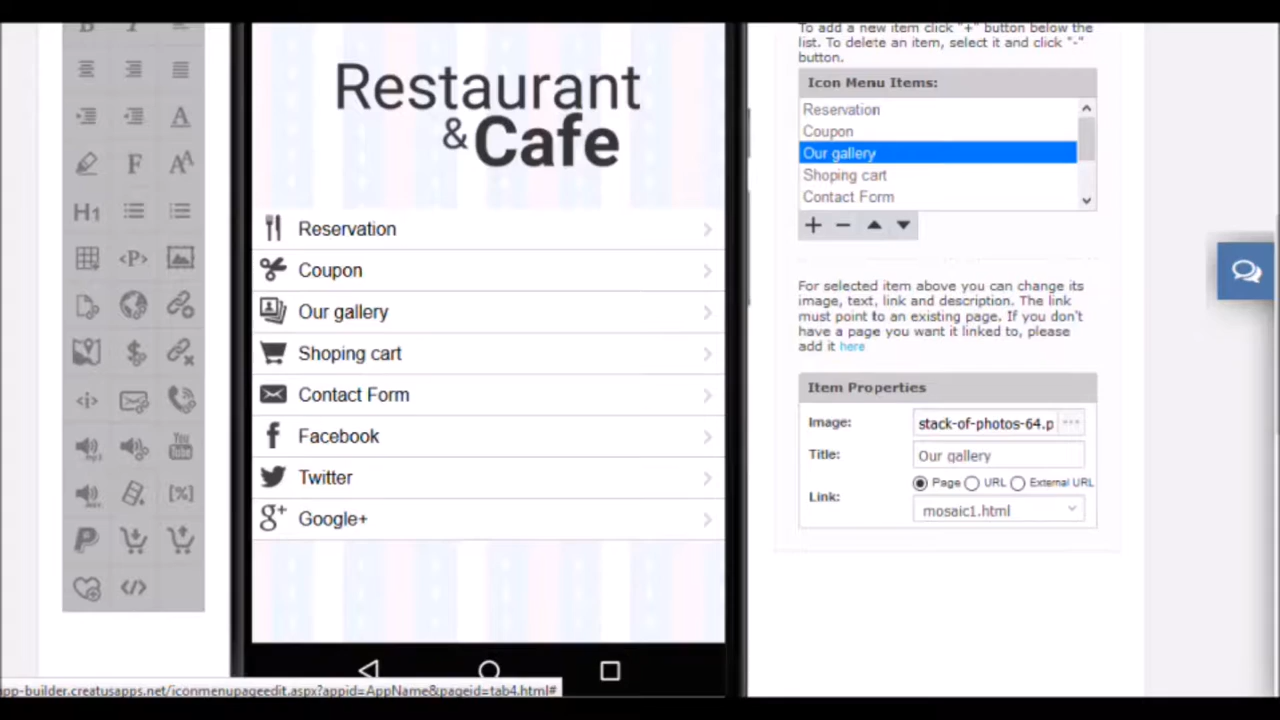 To add a new item click "+" button below the
list. To delete an item, select it and click "-"
button.
Icon Menu Items:
Reservation
Coupon
Our gallery
Shoping cart
Contact Form
For selected item above you can change its
image, text, link and description. The link
must point to an existing page. If you don't
have a page you want it linked to, please
add it here
Item Properties
Image: stack-of-photos-64.p ...
Title: Our gallery
Link: Page URL External URL
mosaic1.html
Restaurant
& Cafe
Reservation
Coupon
Our gallery
Shoping cart
Contact Form
Facebook
Twitter
Google+
B I
A
F AA
H1
<P>
$
<i>
mp3
You Tube
[%]
P
</>
app-builder.creatusapps.net/iconmenupageedit.aspx?appid=AppName&pageid=tab4.html#